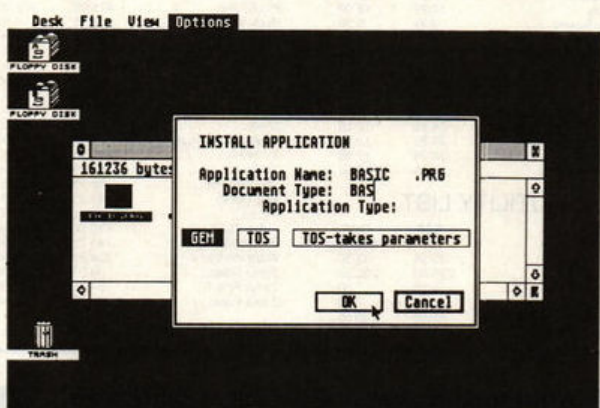 Desk File View Options
FLOPPY DISK
FLOPPY DISK
161236 bytes
INSTALL APPLICATION
Application Name: BASIC .PRG
Document Type: BAS
Application Type:
GEM TOS TOS-takes parameters
OK Cancel
TRASH